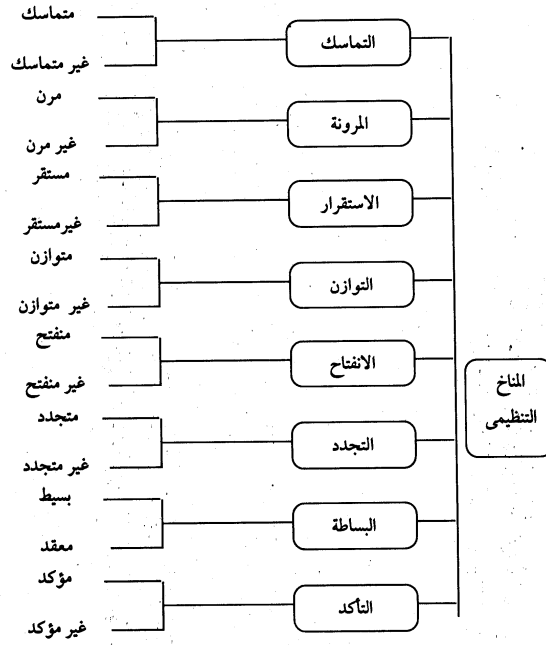 المناخ
التنظيمى
التماسك
متماسك
غير متماسك
المرونة
مرن
غير مرن
الاستقرار
مستقر
غيرمستقر
التوازن
متوازن
غير متوازن
الانفتاح
منفتح
غير منفتح
التجدد
متجدد
غير متجدد
البساطة
بسيط
معقد
التأكد
مؤكد
غير مؤكد